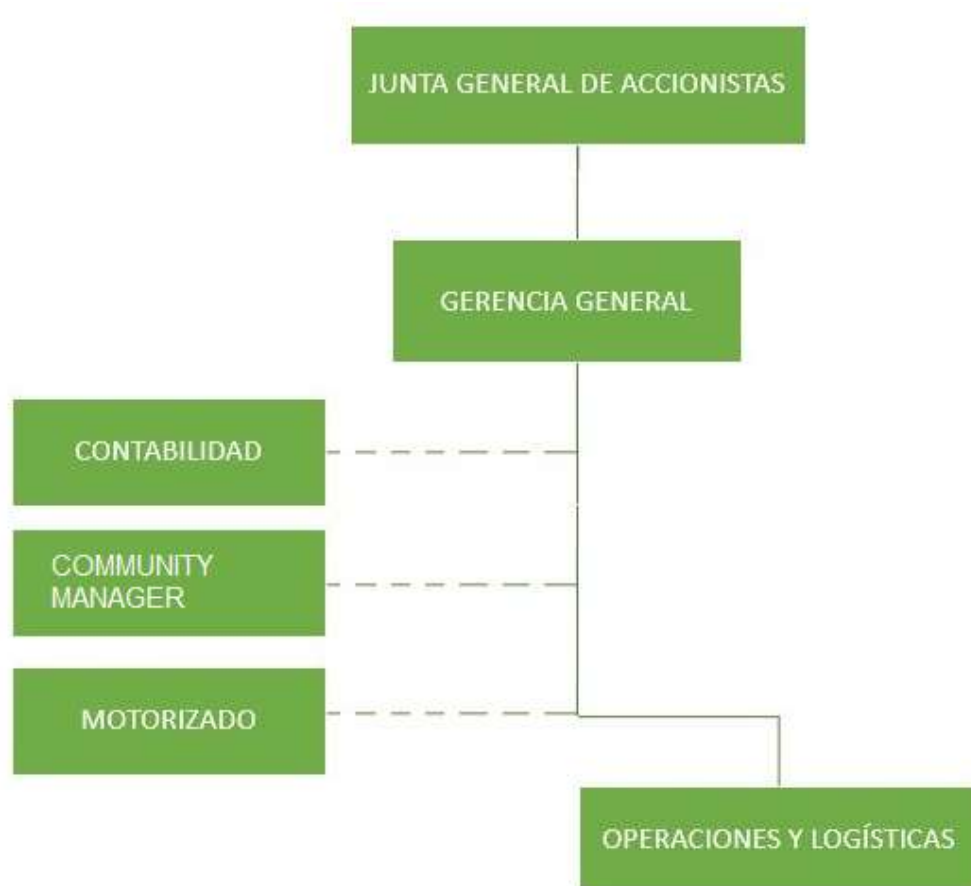 JUNTA GENERAL DE ACCIONISTAS
GERENCIA GENERAL
CONTABILIDAD
COMMUNITY
MANAGER
MOTORIZADO
OPERACIONES Y LOGÍSTICAS